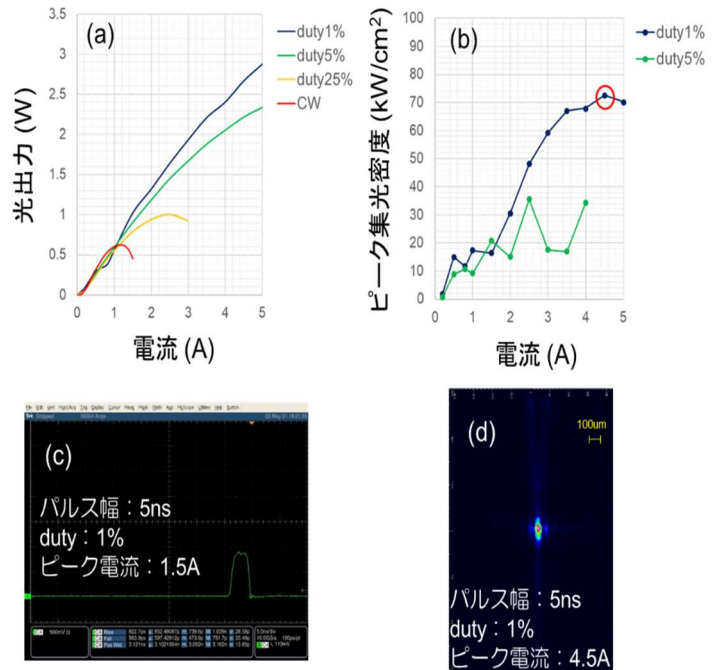 (a)
3.5
3
2.5
2
1.5
1
0.5
0
0 1 2 3 4 5
光出力 (W)
電流 (A)
duty1%
duty5%
duty25%
CW
(b)
100
90
80
70
60
50
40
30
20
10
0
0 1 2 3 4 5
ピーク集光密度 (kW/cm²)
電流 (A)
duty1%
duty5%
(c)
パルス幅：5ns
duty：1%
ピーク電流：1.5A
(d)
100um
パルス幅：5ns
duty：1%
ピーク電流：4.5A